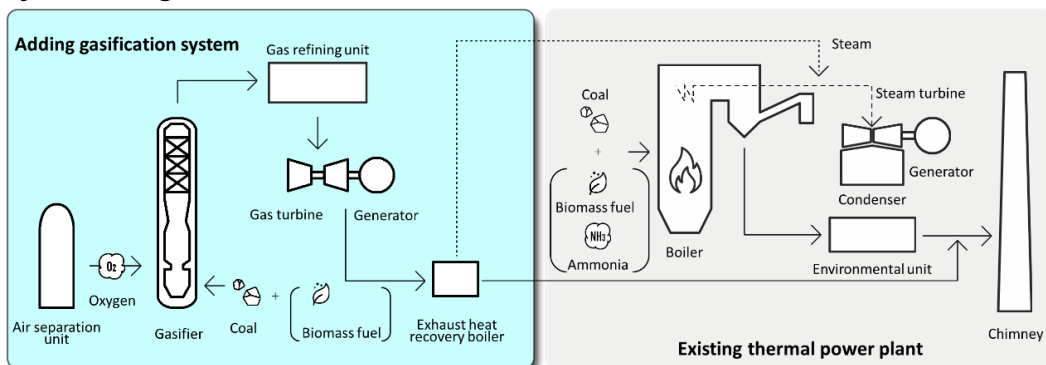 Adding gasification system
Gas refining unit
Gas turbine
Generator
O₂
Oxygen
Air separation
unit
Gasifier
Coal
+
Biomass fuel
Exhaust heat
recovery boiler
Steam
Coal
+
Biomass fuel
NH₃
Ammonia
Boiler
Steam turbine
Generator
Condenser
Environmental unit
Chimney
Existing thermal power plant